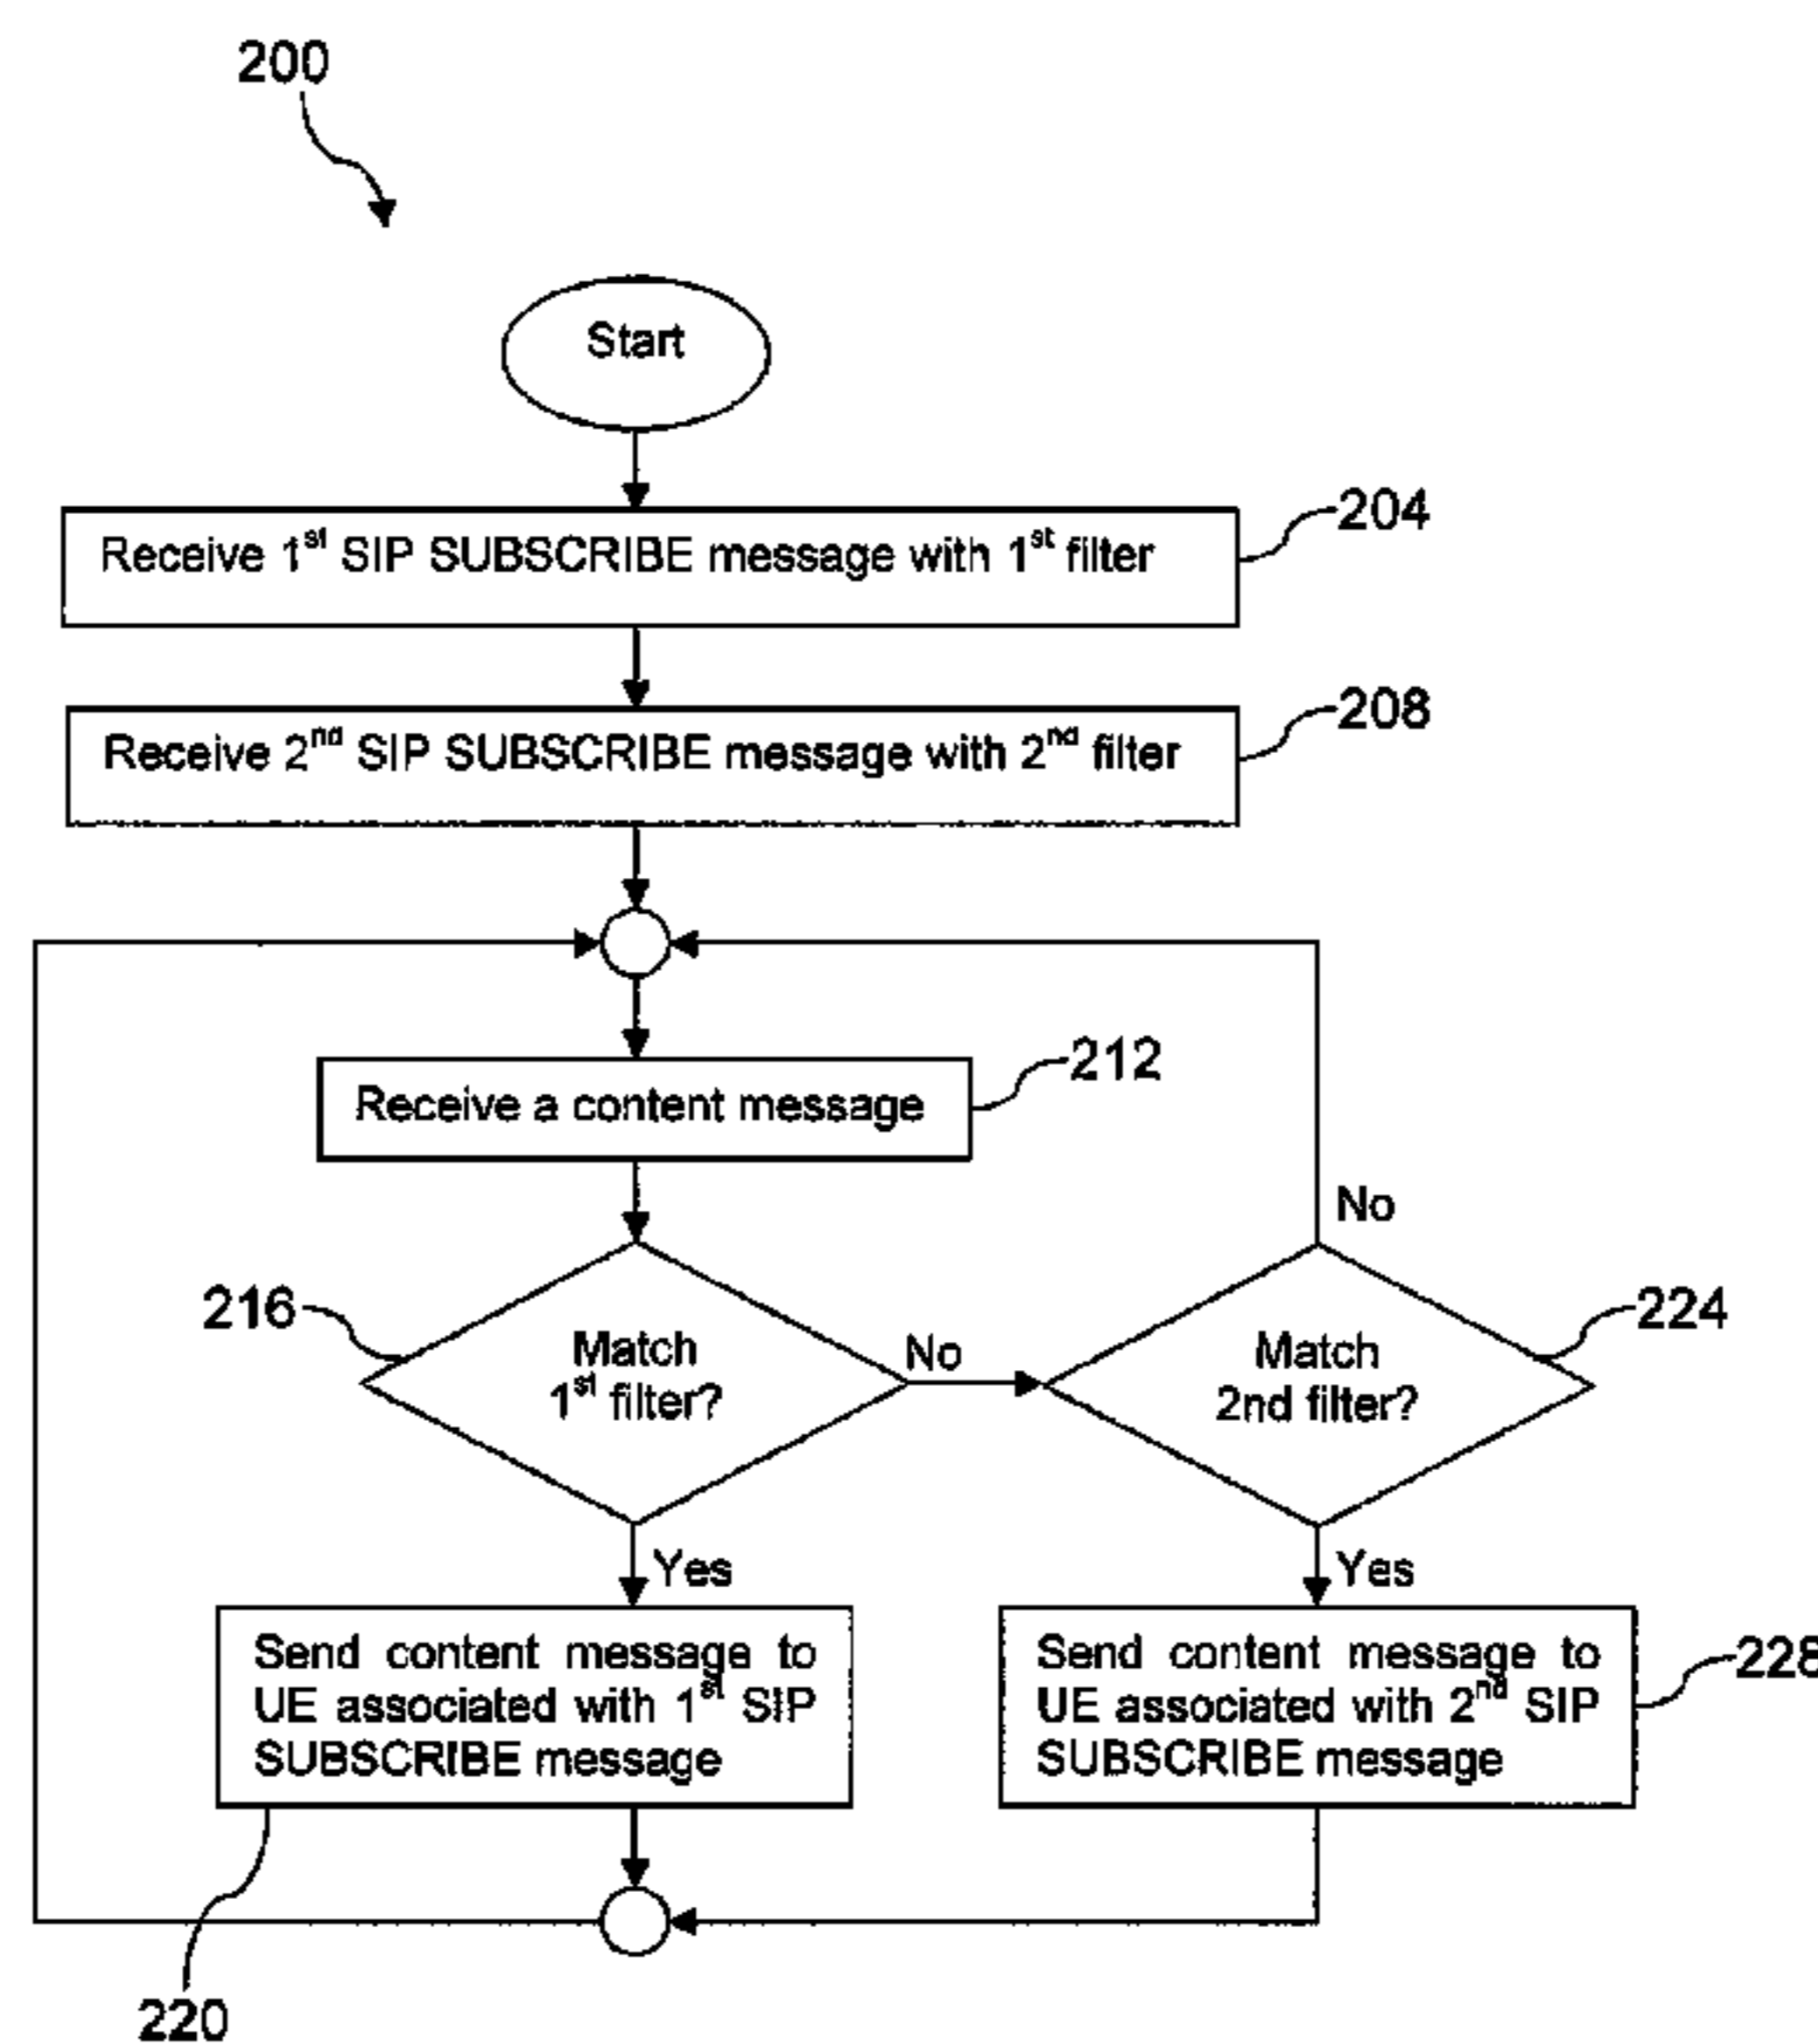 200
Start
Receive 1st SIP SUBSCRIBE message with 1st filter
204
Receive 2nd SIP SUBSCRIBE message with 2nd filter
208
Receive a content message
212
No
216
Match
1st filter?
No
Match
2nd filter?
224
Yes
Yes
Send content message to
UE associated with 1st SIP
SUBSCRIBE message
Send content message to
UE associated with 2nd SIP
SUBSCRIBE message
228
220